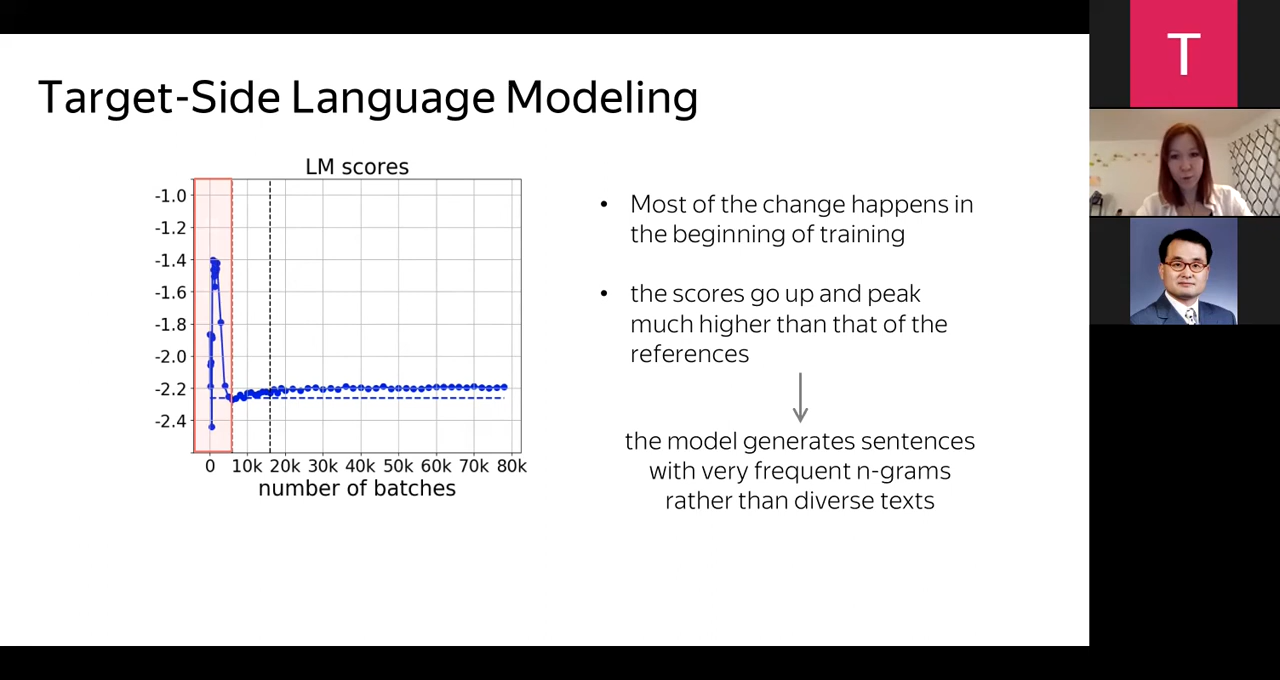 Target-Side Language Modeling
T
LM scores
-1.0
-1.2
-1.4
-1.6
-1.8
-2.0
-2.2
-2.4
0 10k 20k 30k 40k 50k 60k 70k 80k
number of batches
• Most of the change happens in
the beginning of training
• the scores go up and peak
much higher than that of the
references
the model generates sentences
with very frequent n-grams
rather than diverse texts